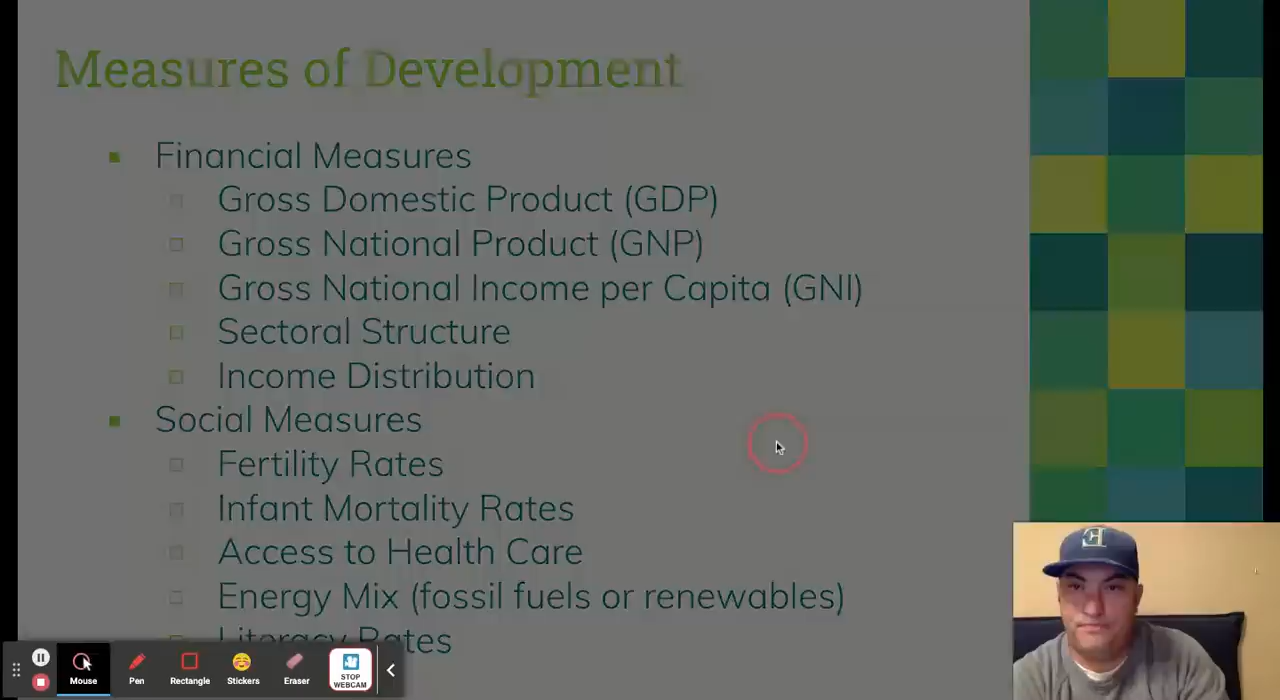 Measures of Development
Financial Measures
Gross Domestic Product (GDP)
Gross National Product (GNP)
Gross National Income per Capita (GNI)
Sectoral Structure
Income Distribution
Social Measures
Fertility Rates
Infant Mortality Rates
Access to Health Care
Energy Mix (fossil fuels or renewables)
Literacy Rates
Mouse
Pen
Rectangle
Stickers
Eraser
STOP
WEBCAM